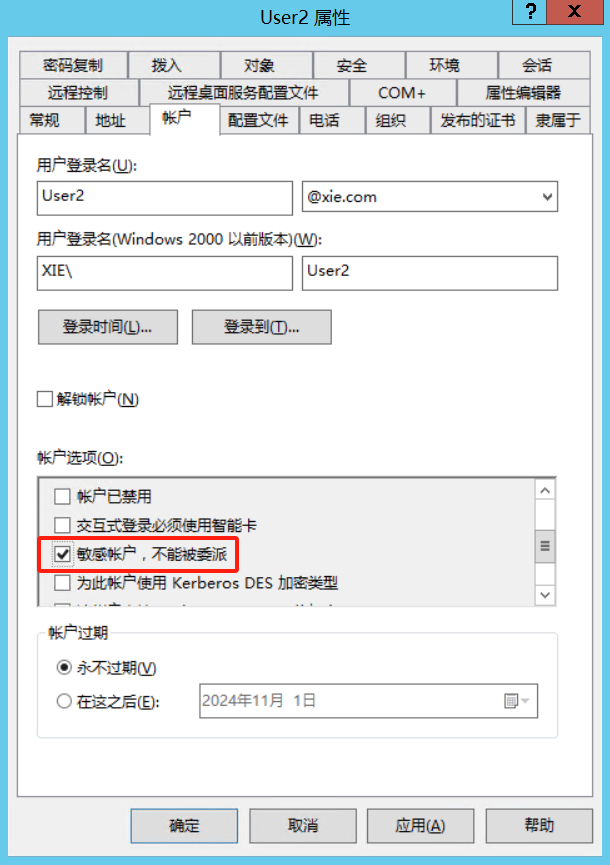 User2 属性
?
X
密码复制 拨入 对象 安全 环境 会话
远程控制 远程桌面服务配置文件 COM+ 属性编辑器
常规 地址 帐户 配置文件 电话 组织 发布的证书 隶属于
用户登录名(U):
User2 @xie.com
用户登录名(Windows 2000 以前版本)(W):
XIE\ User2
登录时间(L)... 登录到(T)...
解锁帐户(N)
帐户选项(O):
帐户已禁用
交互式登录必须使用智能卡
敏感帐户，不能被委派
为此帐户使用 Kerberos DES 加密类型
帐户过期
永不过期(V)
在这之后(E): 2024年11月 1日
确定 取消 应用(A) 帮助